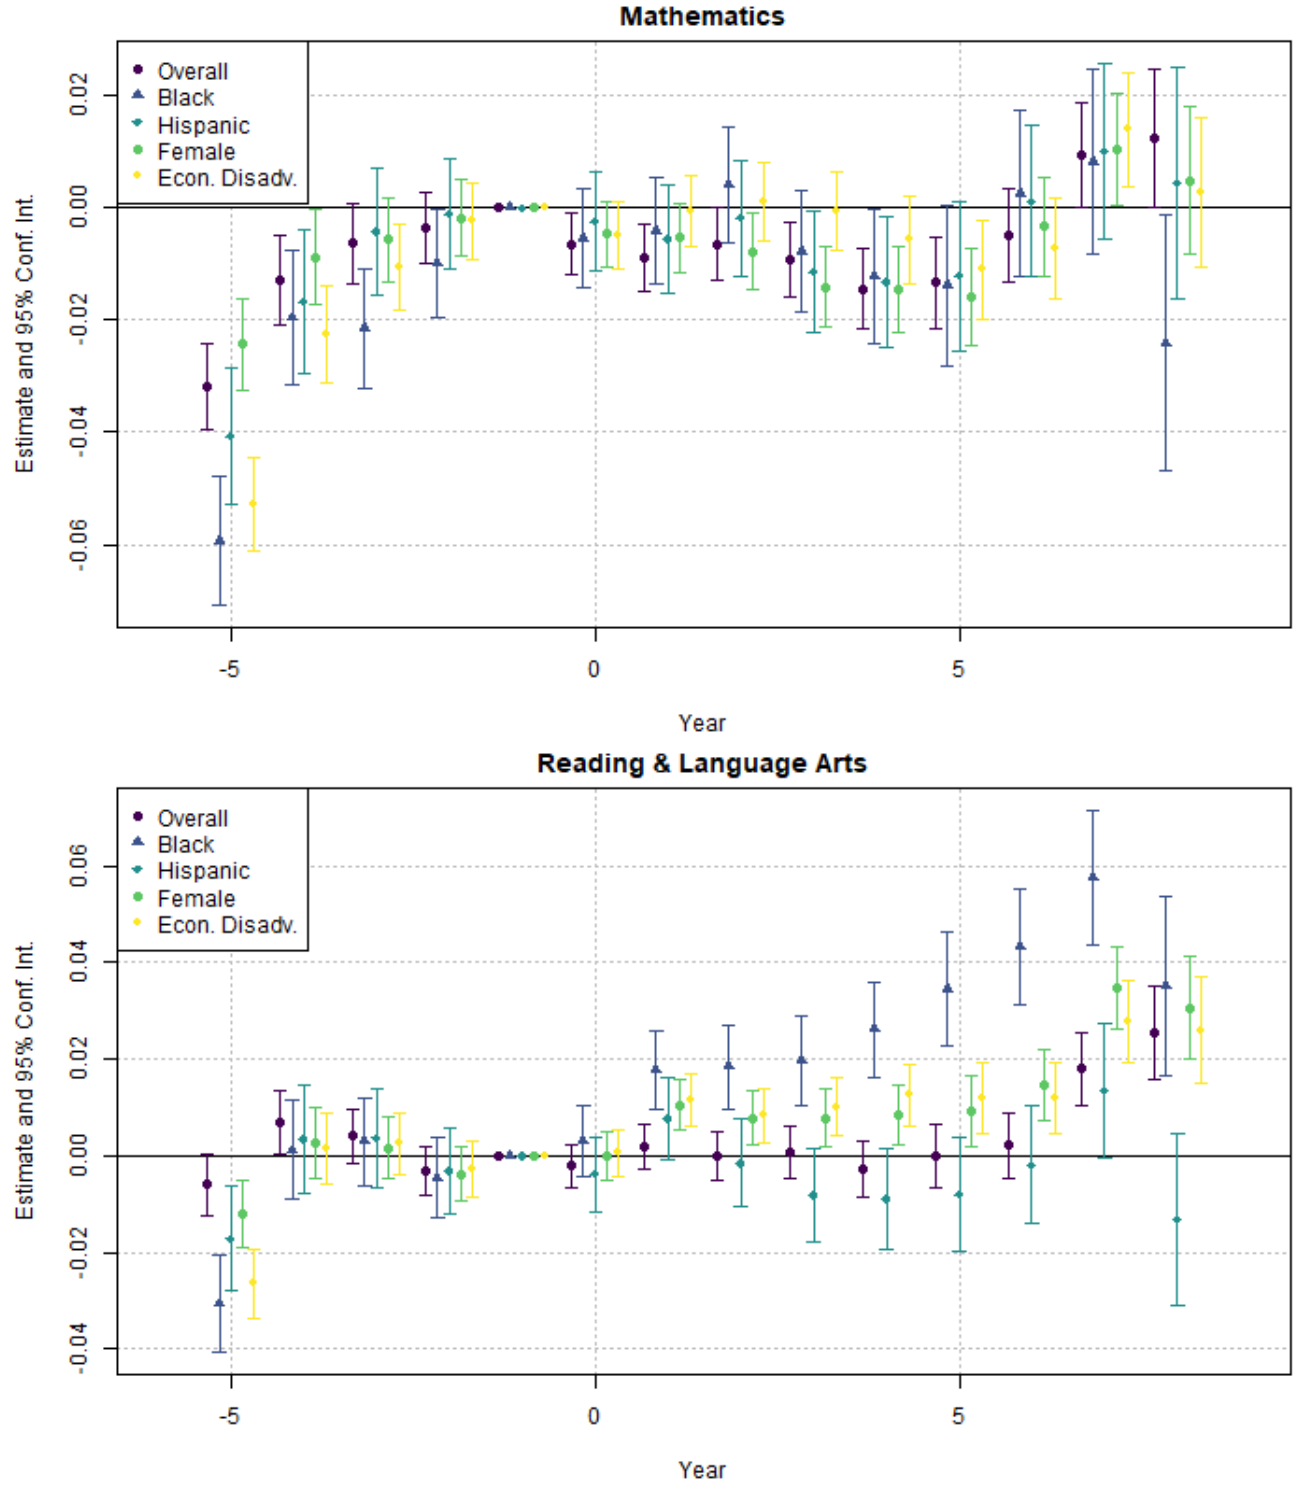 Mathematics
Overall
Black
Hispanic
Female
Econ. Disadv.
Estimate and 95% Conf. Int.
0.02
0.00
-0.02
-0.04
-0.06
-5 0 5
Year
Reading & Language Arts
Overall
Black
Hispanic
Female
Econ. Disadv.
Estimate and 95% Conf. Int.
0.06
0.04
0.02
0.00
-0.02
-0.04
-5 0 5
Year